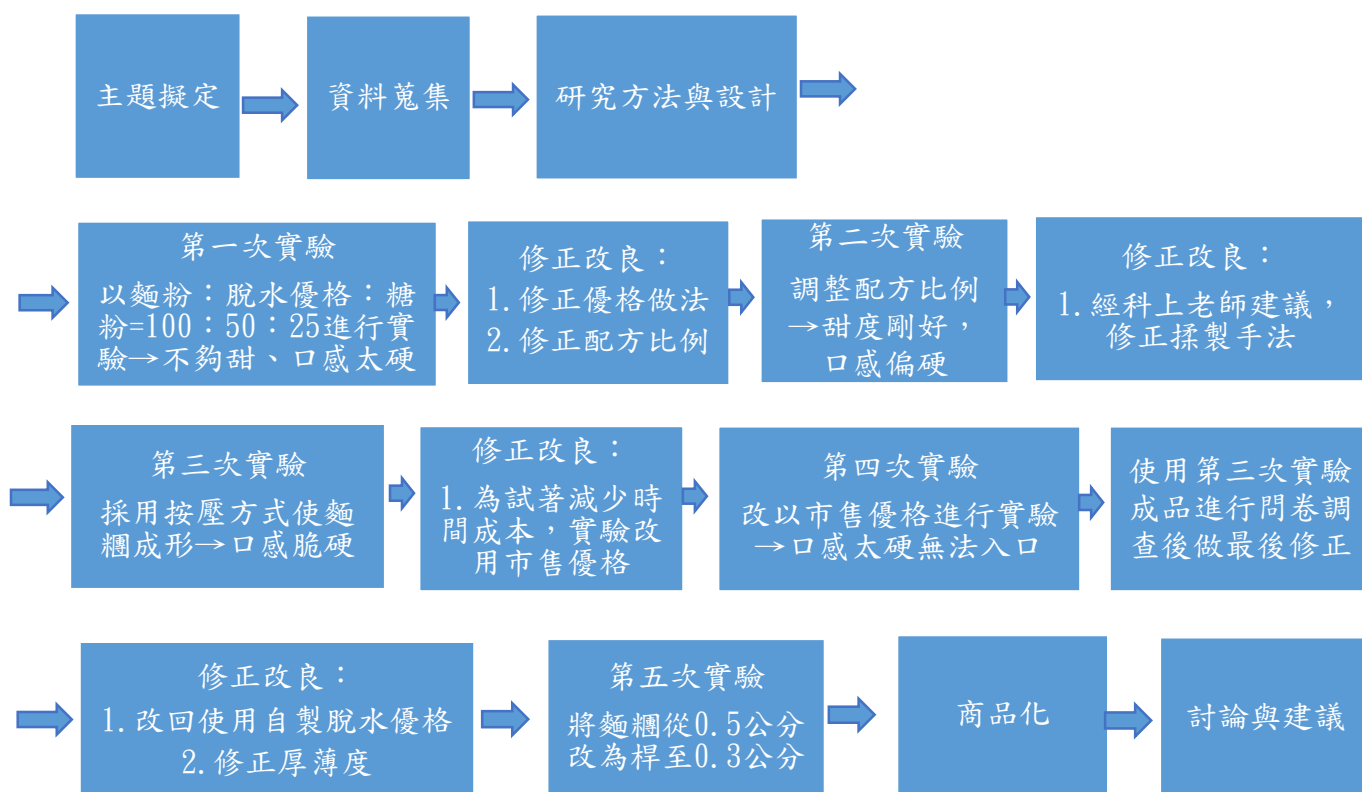 主題擬定
資料蒐集
研究方法與設計
第一次實驗
以麵粉：脫水優格：糖
粉=100：50：25進行實
驗→不夠甜、口感太硬
修正改良：
1.修正優格做法
2.修正配方比例
第二次實驗
調整配方比例
→甜度剛好，
口感偏硬
修正改良：
1.經科上老師建議，
修正揉製手法
第三次實驗
採用按壓方式使麵
糰成形→口感脆硬
修正改良：
1.為試著減少時
間成本，實驗改
用市售優格
第四次實驗
改以市售優格進行實驗
→口感太硬無法入口
使用第三次實驗
成品進行問卷調
查後做最後修正
修正改良：
1.改回使用自製脫水優格
2.修正厚薄度
第五次實驗
將麵糰從0.5公分
改為桿至0.3公分
商品化
討論與建議